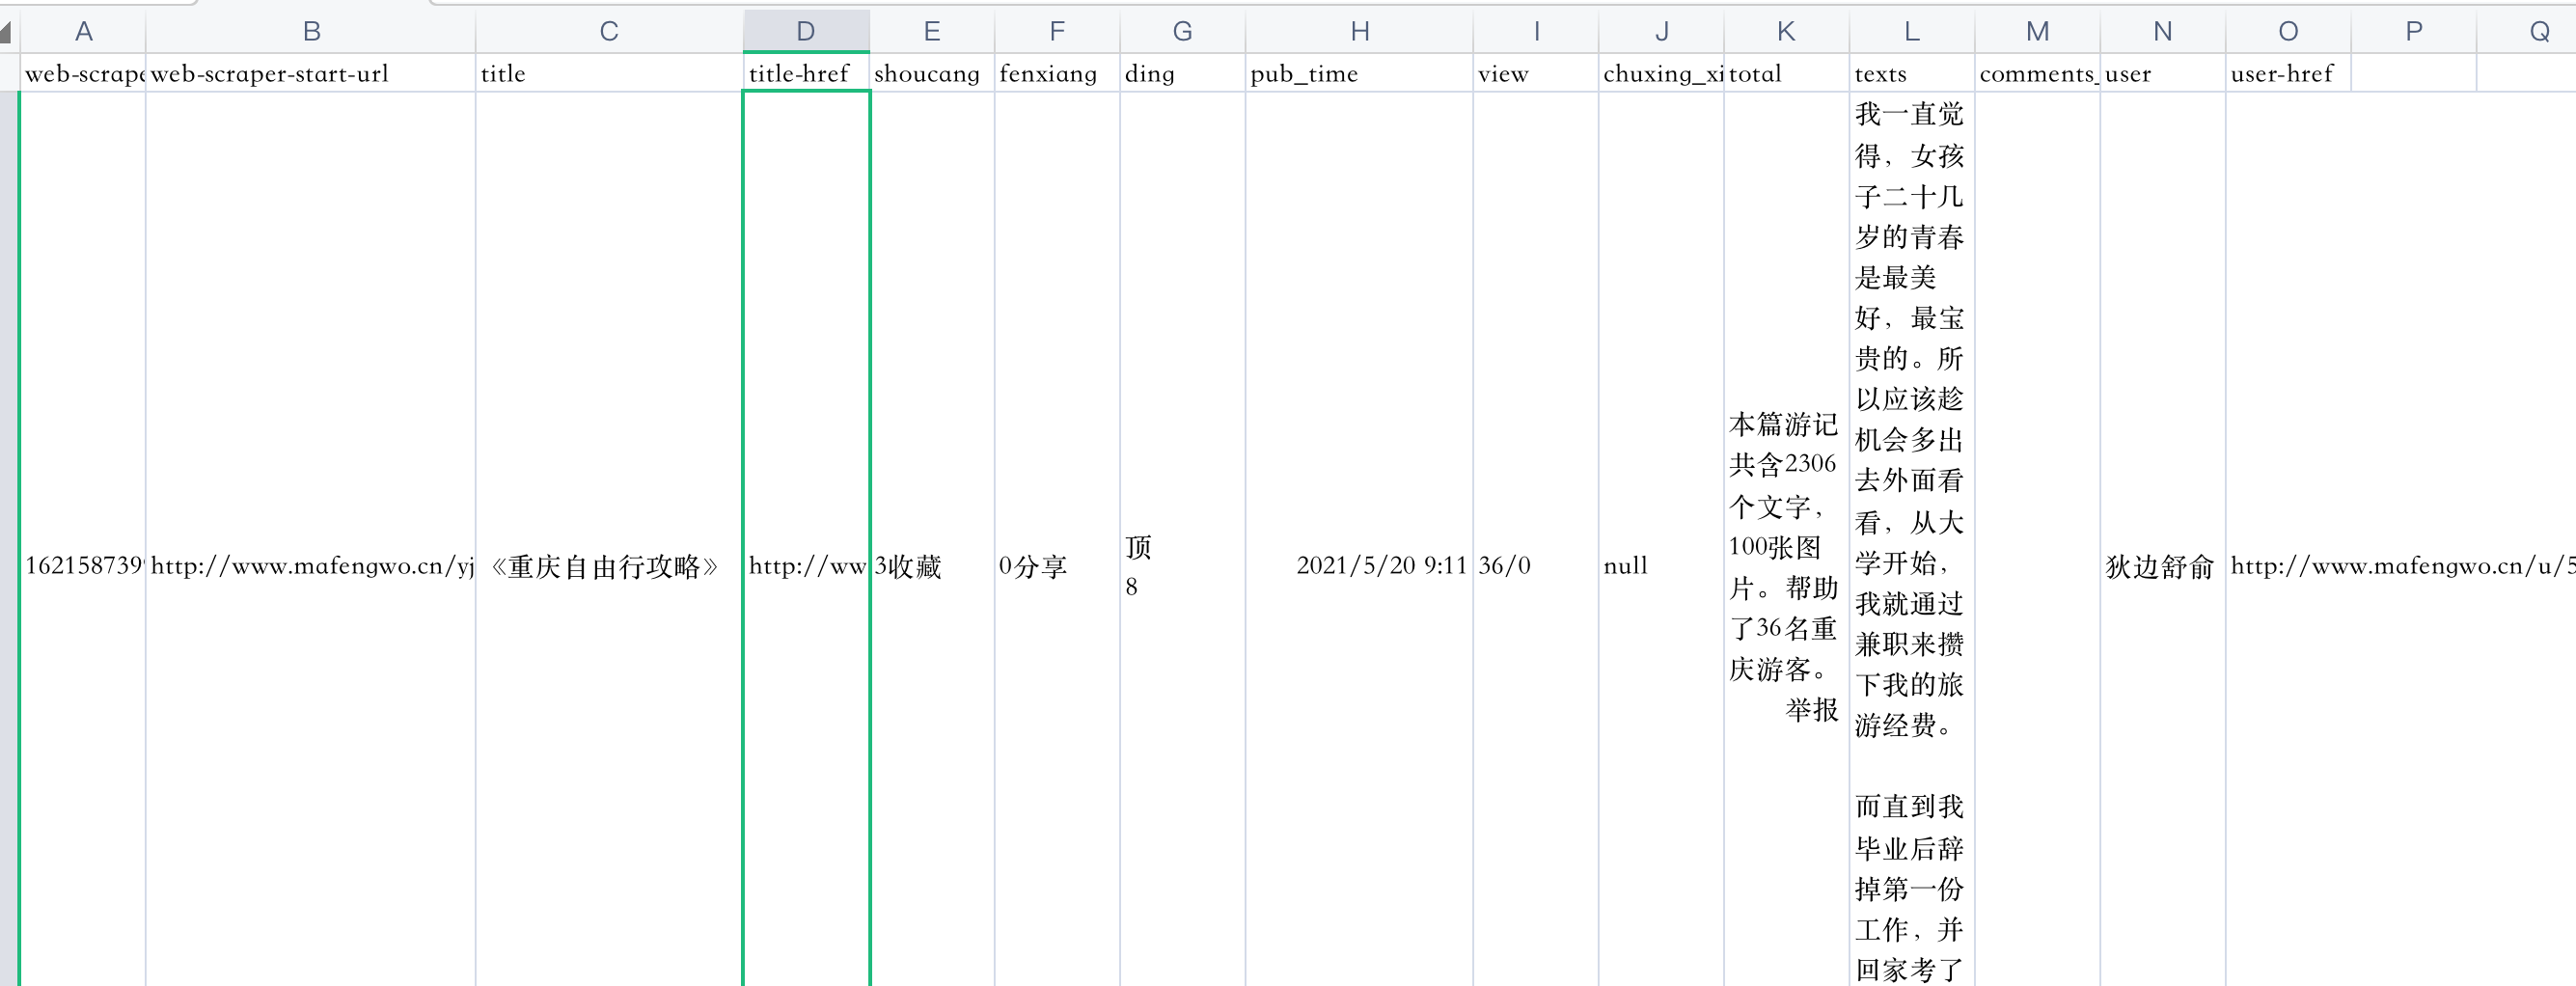 A B C D E F G H I J K L M N O P Q
web-scrape web-scraper-start-url title title-href shoucang fenxiang ding pub_time view chuxing_xi total texts comments_ user user-href
162158739 http://www.mafengwo.cn/yj 《重庆自由行攻略》 http://ww 3收藏 0分享
顶
8
2021/5/20 9:11 36/0 null
本篇游记
共含2306
个文字，
100张图
片。帮助
了36名重
庆游客。
举报
我一直觉
得，女孩
子二十几
岁的青春
是最美
好，最宝
贵的。所
以应该趁
机会多出
去外面看
看，从大
学开始，
我就通过
兼职来攒
下我的旅
游经费。
而直到我
毕业后辞
掉第一份
工作，并
回家考了
狄边舒俞 http://www.mafengwo.cn/u/5